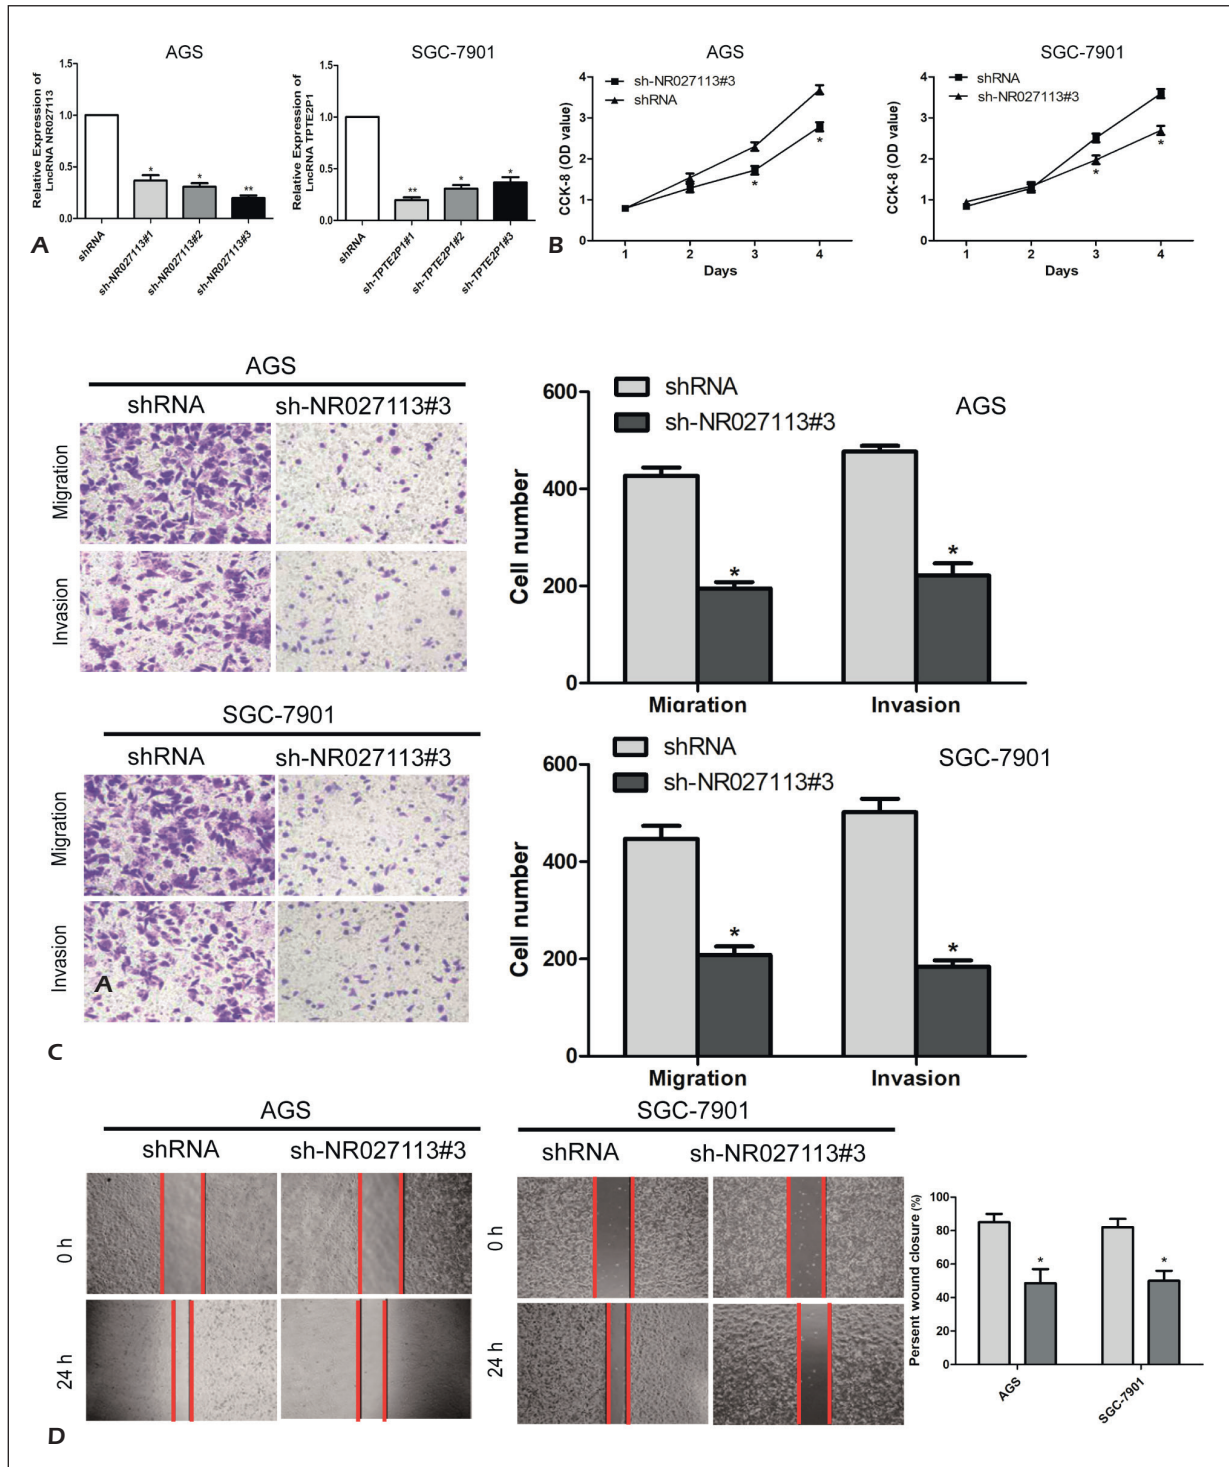 AGS
SGC-7901
AGS
SGC-7901
Relative Expression of
LncRNA NR027113
1.5
1.0
0.5
0.0
*
*
**
shRNA
sh-NR027113#1
sh-NR027113#2
sh-NR027113#3
Relative Expression of
LncRNA TPTE2P1
1.5
1.0
0.5
0.0
**
*
*
shRNA
sh-TPTE2P1#1
sh-TPTE2P1#2
sh-TPTE2P1#3
A
CCK-8 (OD value)
4
3
2
1
0
sh-NR027113#3
shRNA
*
*
1 2 3 4
Days
CCK-8 (OD value)
4
3
2
1
0
shRNA
sh-NR027113#3
*
*
1 2 3 4
Days
B
AGS
shRNA sh-NR027113#3
Migration
Invasion
600
400
200
0
Cell number
shRNA
sh-NR027113#3
AGS
*
*
Migration Invasion
SGC-7901
shRNA sh-NR027113#3
Migration
Invasion
A
600
400
200
0
Cell number
shRNA
sh-NR027113#3
SGC-7901
*
*
Migration Invasion
C
AGS
shRNA sh-NR027113#3
0 h
24 h
SGC-7901
shRNA sh-NR027113#3
0 h
24 h
Persent wound closure (%)
100
80
60
40
20
0
*
*
AGS
SGC-7901
D